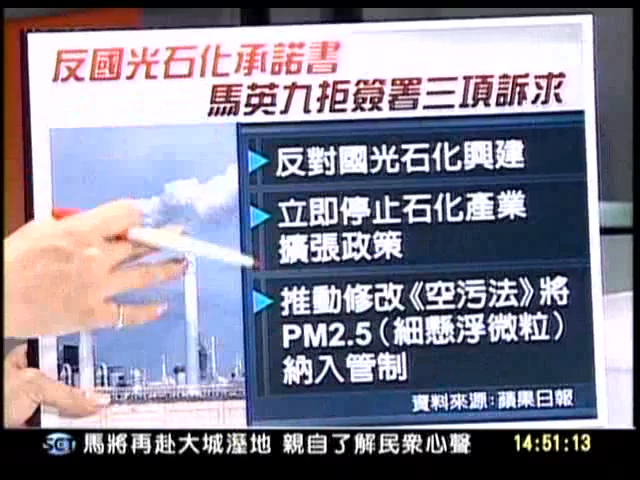 反國光石化承諾書
馬英九拒簽署三項訴求
反對國光石化興建
立即停止石化產業
擴張政策
推動修改《空污法》將
PM2.5(細懸浮微粒)
納入管制
資料來源:蘋果日報
SET 馬將再赴大城溼地 親自了解民眾心聲 14:51:13